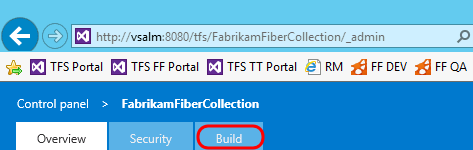 http://vsalm:8080/tfs/FabrikamFiberCollection/_admin
TFS Portal TFS FF Portal TFS TT Portal RM FF DEV FF QA
Control panel > FabrikamFiberCollection
Overview Security Build